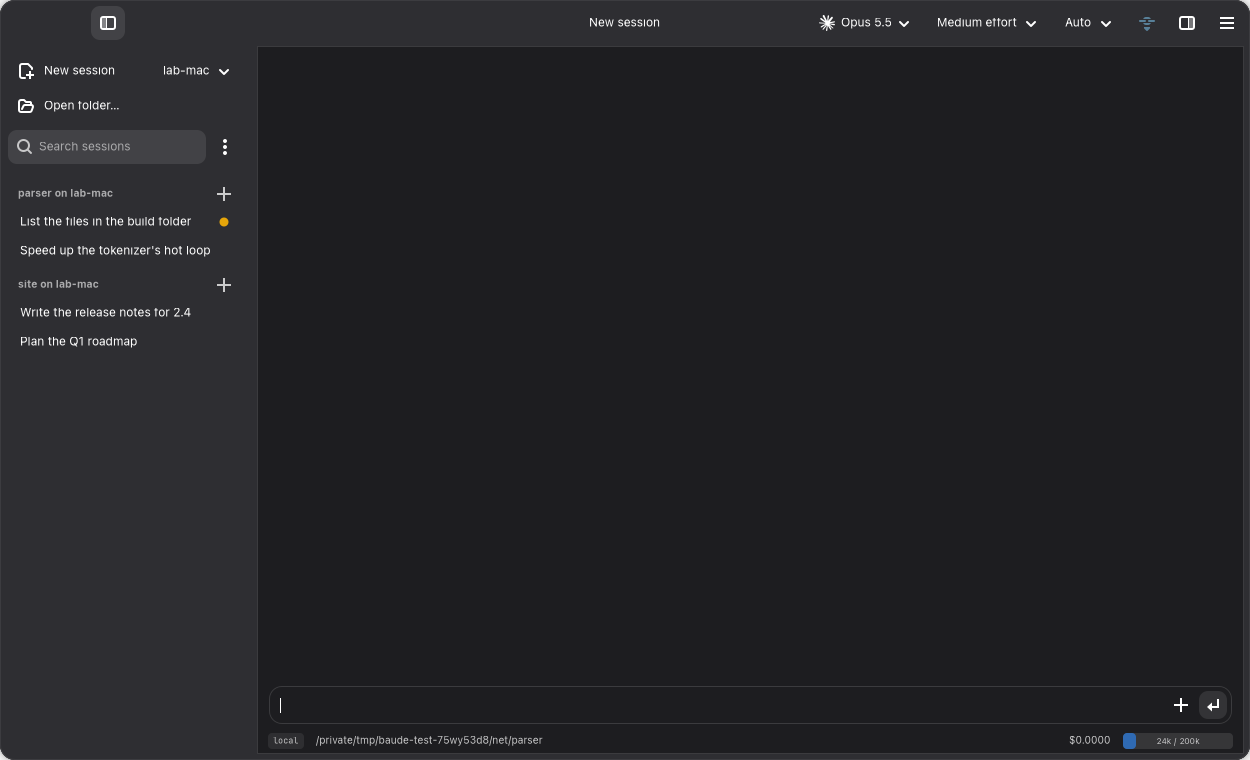 New session
Opus 5.5
Medium effort
Auto
New session
lab-mac
Open folder...
Search sessions
parser on lab-mac
List the files in the build folder
Speed up the tokenizer's hot loop
site on lab-mac
Write the release notes for 2.4
Plan the Q1 roadmap
local
/private/tmp/baude-test-75wy53d8/net/parser
$0.0000
24k / 200k